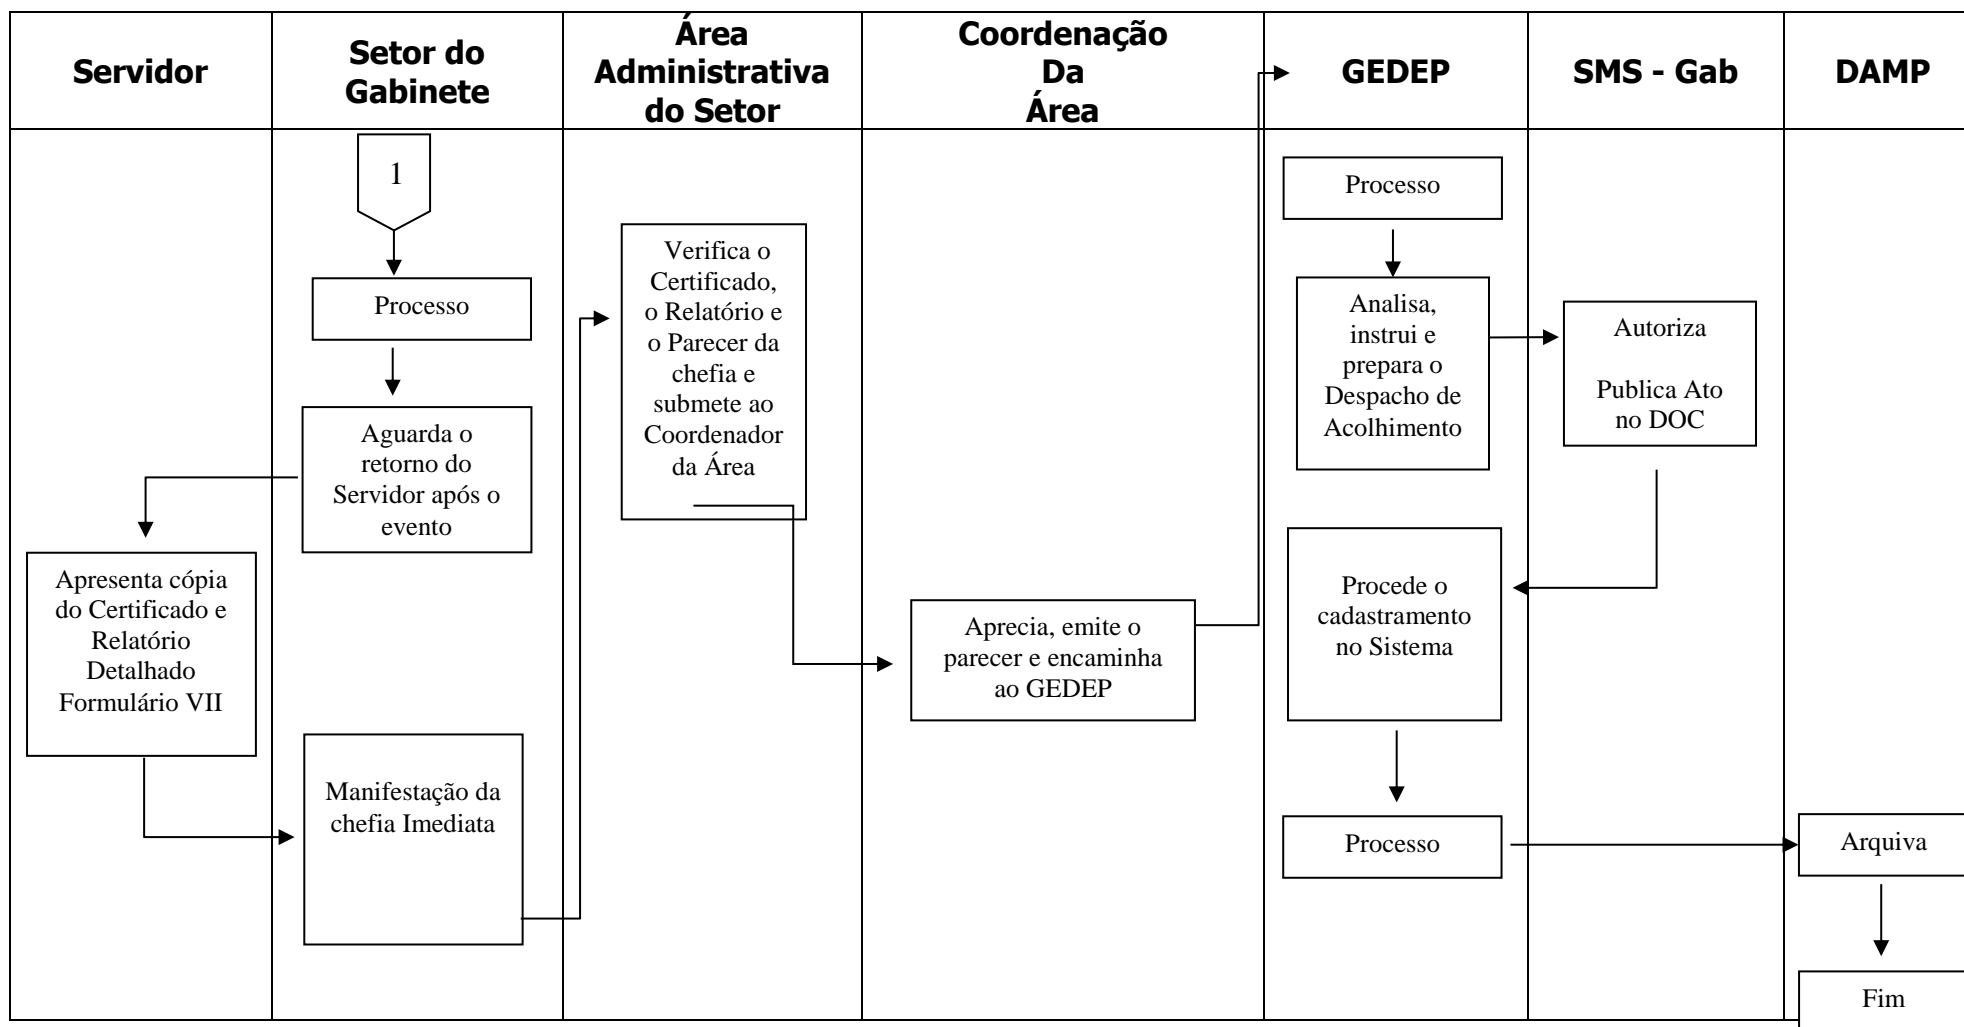 Servidor
Setor do
Gabinete
Área
Administrativa
do Setor
Coordenação
Da
Área
GEDEP
SMS - Gab
DAMP
1
Processo
Aguarda o
retorno do
Servidor após o
evento
Apresenta cópia
do Certificado e
Relatório
Detalhado
Formulário VII
Manifestação da
chefia Imediata
Verifica o
Certificado,
o Relatório e
o Parecer da
chefia e
submete ao
Coordenador
da Área
Aprecia, emite o
parecer e encaminha
ao GEDEP
Processo
Analisa,
instrui e
prepara o
Despacho de
Acolhimento
Autoriza
Publica Ato
no DOC
Procede o
cadastramento
no Sistema
Processo
Arquiva
Fim